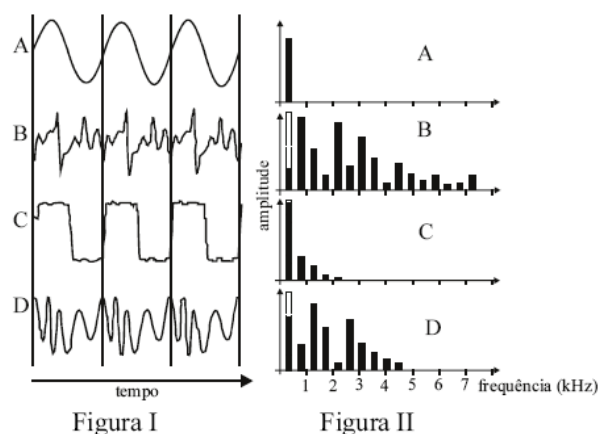 A
B
C
D
tempo
Figura I
A
B
C
D
amplitude
1 2 3 4 5 6 7 frequência (kHz)
Figura II